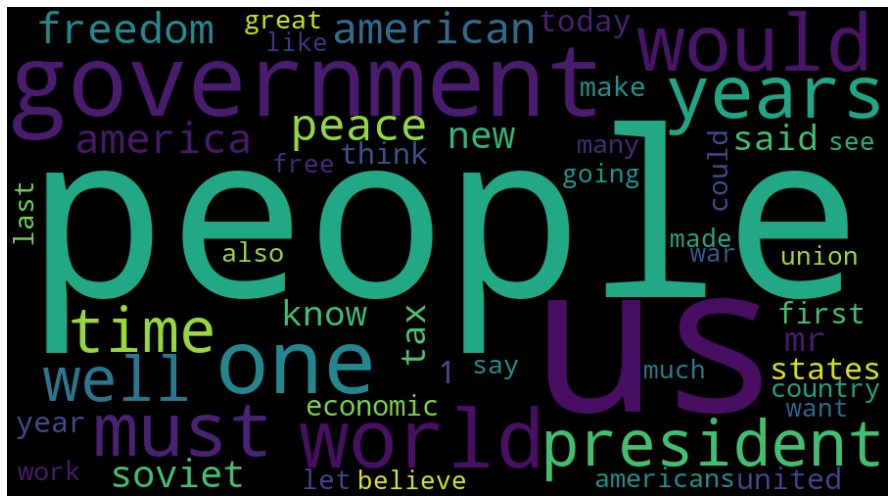 freedom great american today would
like
government make years
america peace new many said see
free think going could
last people made
also war union
time know tax us first
mr
well one 1 say much states
country
year must economic want
world president
work soviet let believe americans united